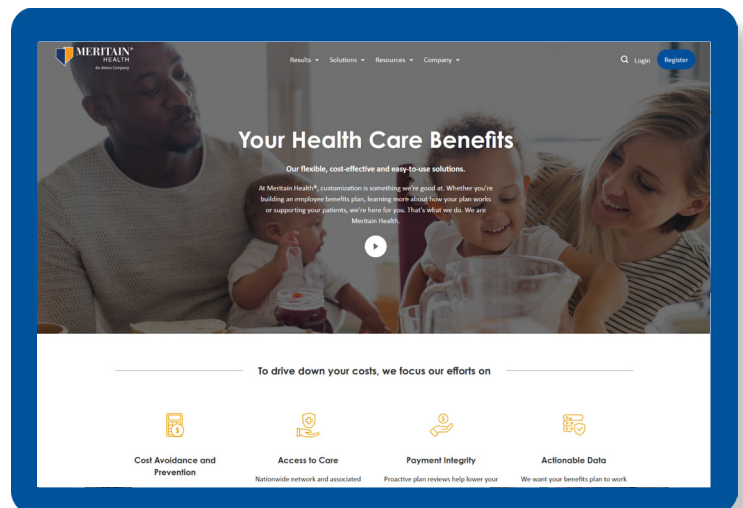 MERITAIN®
HEALTH
An Aetna Company
Results Solutions Resources Company
Login Register
Your Health Care Benefits
Our flexible, cost-effective and easy-to-use solutions.
At Meritain Health®, customization is something we're good at. Whether you're
building an employee benefits plan, learning more about how your plan works
or supporting your patients, we're here for you. That's what we do. We are
Meritain Health.
To drive down your costs, we focus our efforts on
Cost Avoidance and
Prevention
Access to Care
Nationwide network and associated
Payment Integrity
Proactive plan reviews help lower your
Actionable Data
We want your benefits plan to work